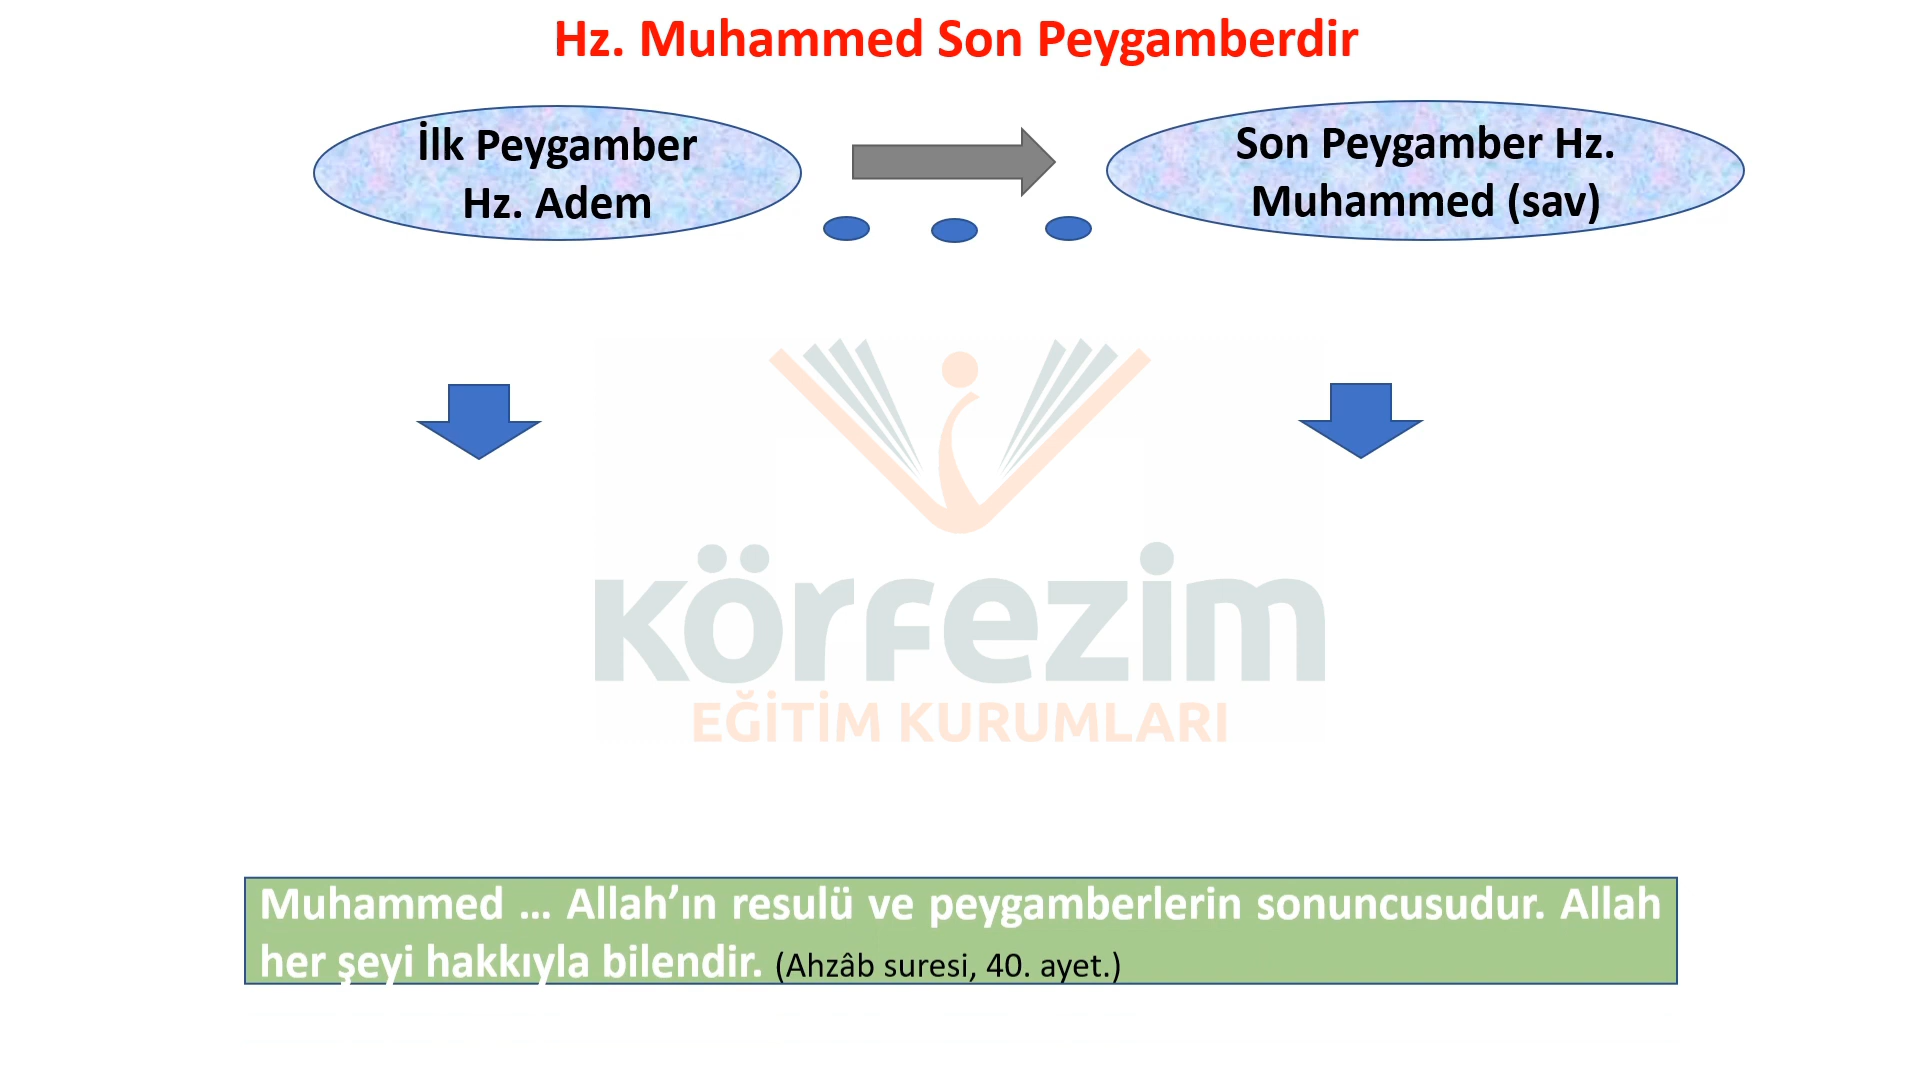 Hz. Muhammed Son Peygamberdir
İlk Peygamber
Hz. Adem
Son Peygamber Hz.
Muhammed (sav)
KÖRFEZİM
EĞİTİM KURUMLARI
Muhammed ... Allah’ın resulü ve peygamberlerin sonuncusudur. Allah
her şeyi hakkıyla bilendir. (Ahzâb suresi, 40. ayet.)